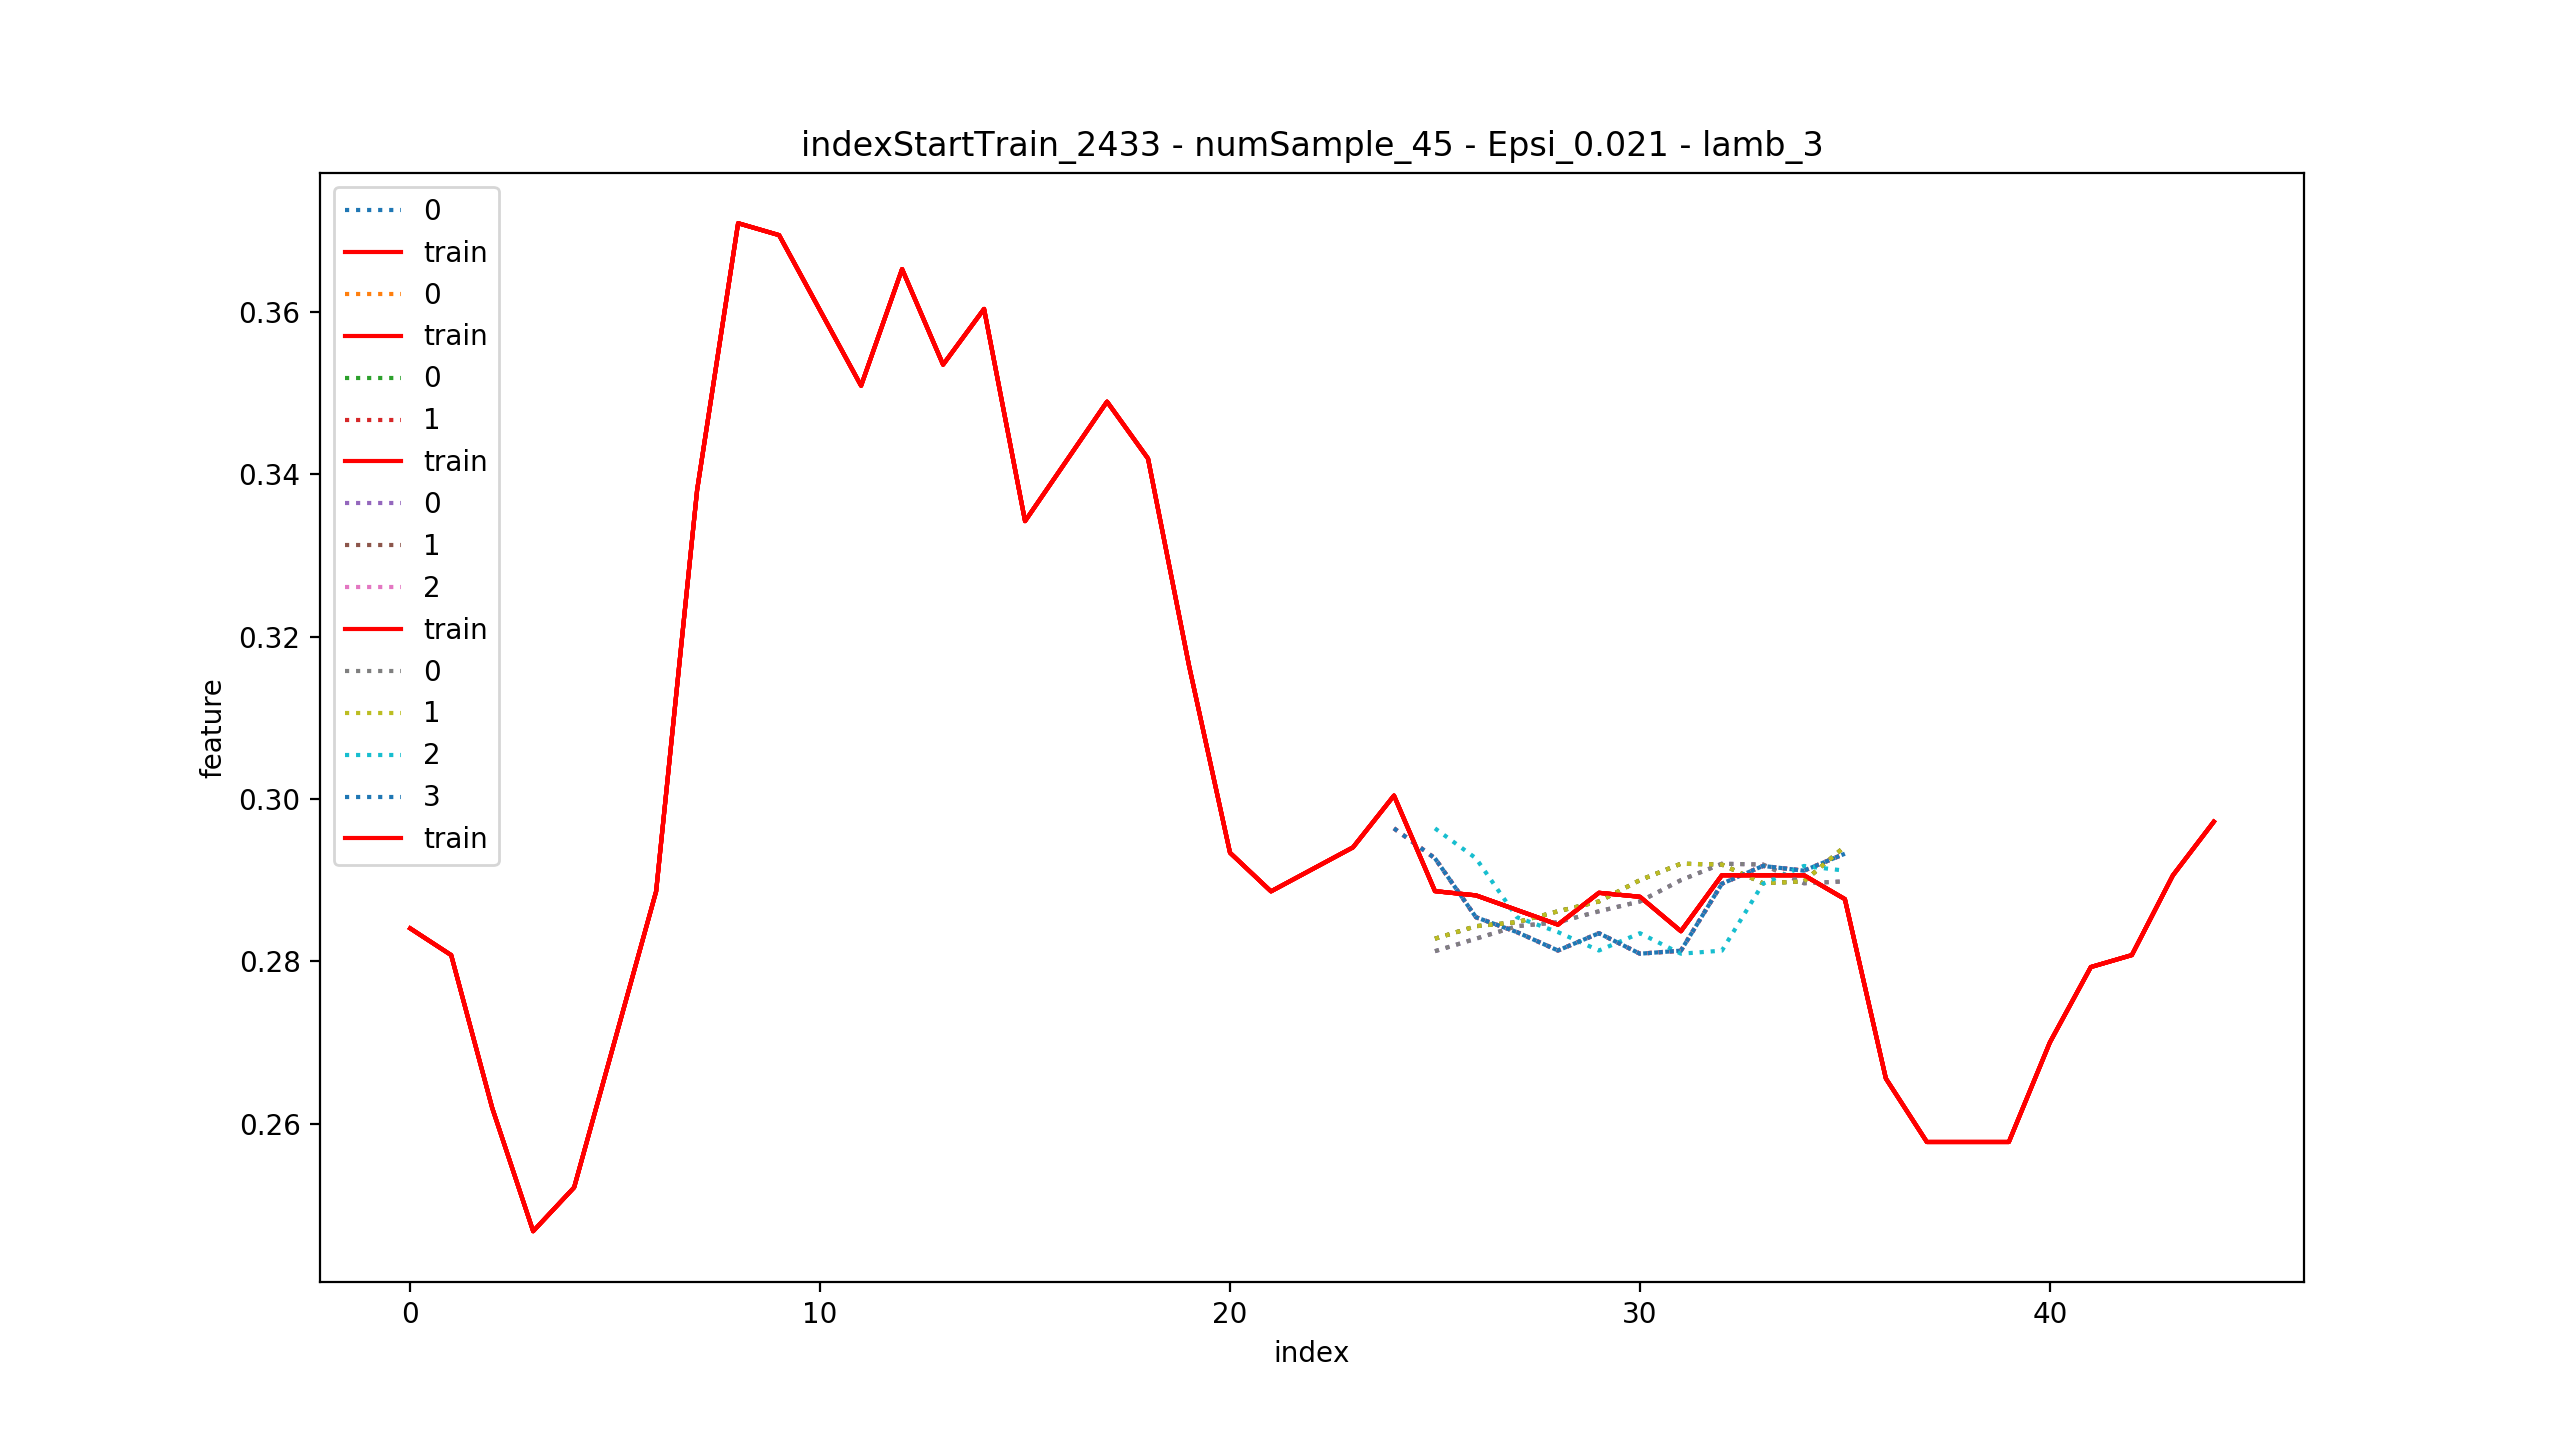 indexStartTrain_2433 - numSample_45 - Epsi_0.021 - lamb_3
0
train
0
train
0
1
train
0
1
2
train
0
1
2
3
train
0.36
0.34
0.32
0.30
0.28
0.26
feature
0 10 20 30 40
index